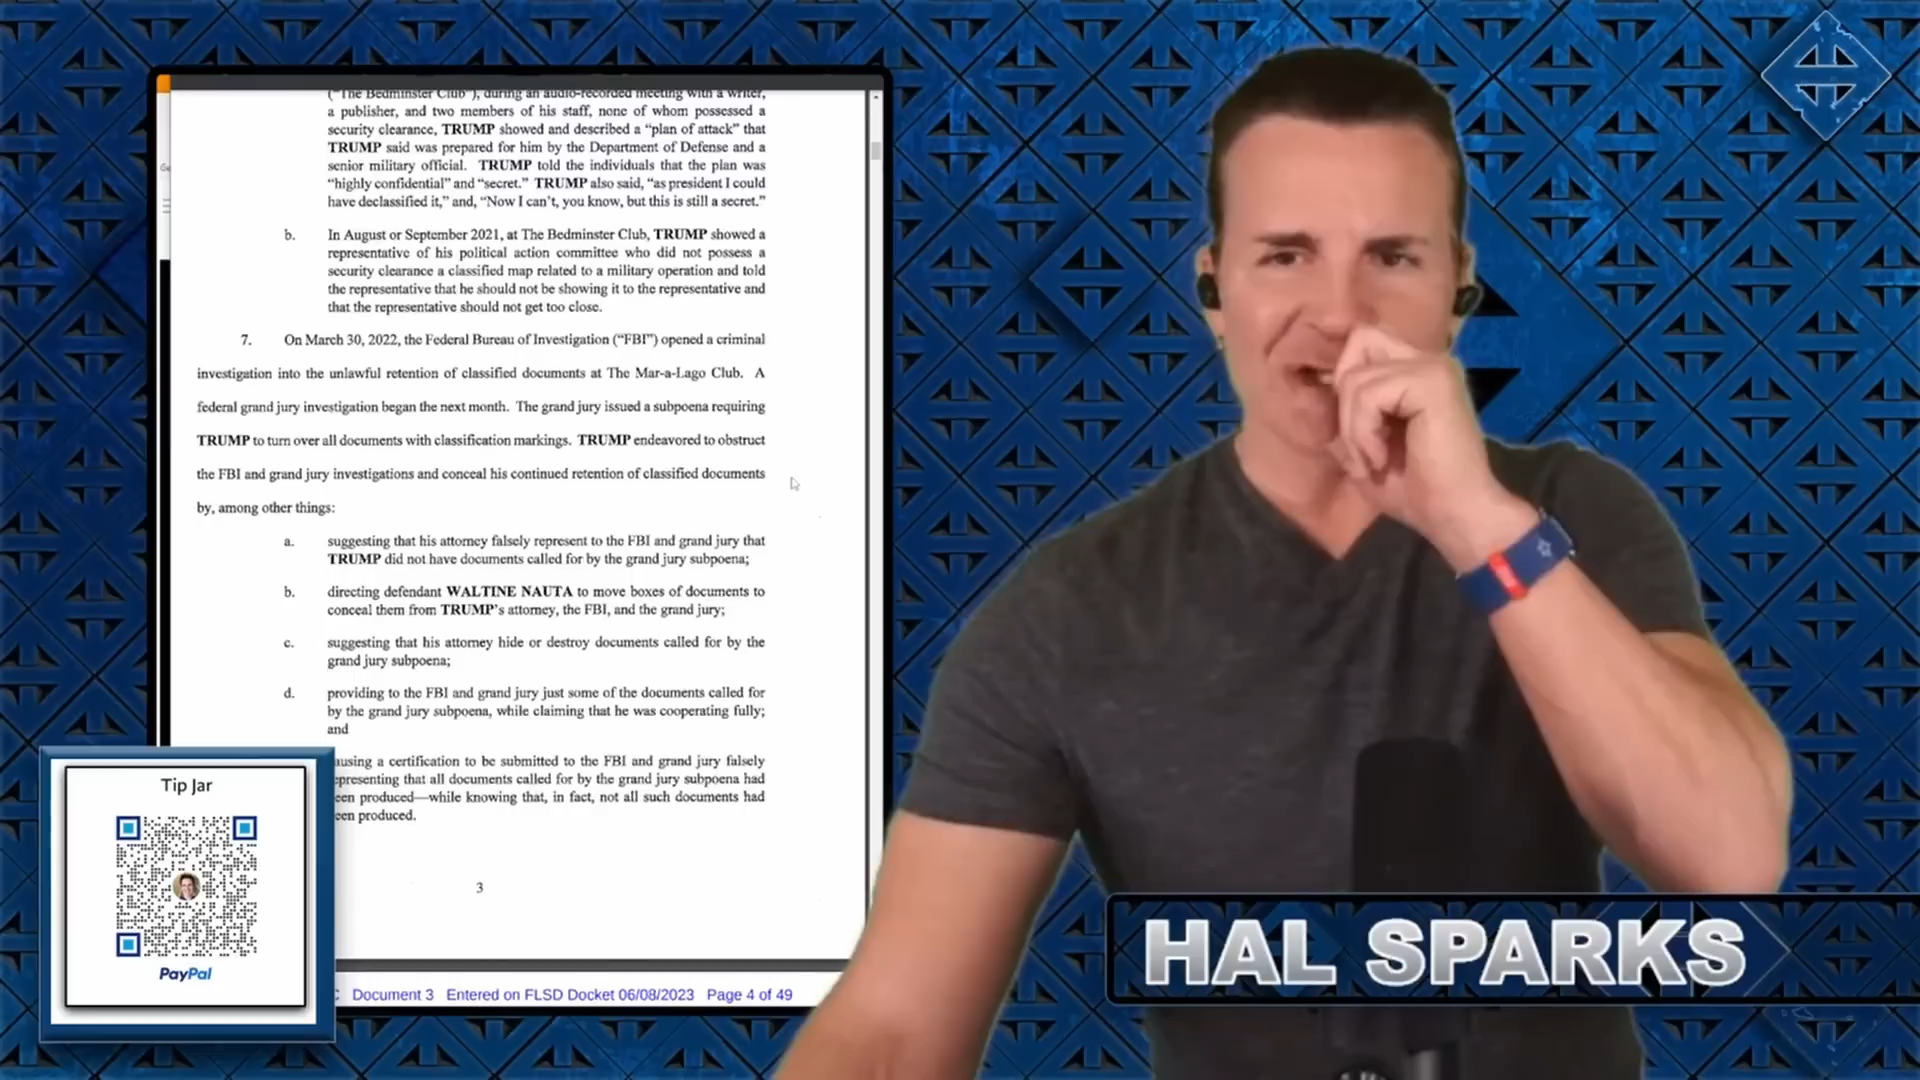 ("The Bedminster Club"), during an audio-recorded meeting with a writer,
a publisher, and two members of his staff, none of whom possessed a
security clearance, TRUMP showed and described a "plan of attack" that
TRUMP said was prepared for him by the Department of Defense and a
senior military official. TRUMP told the individuals that the plan was
"highly confidential" and "secret." TRUMP also said, "as president I could
have declassified it," and, "Now I can't, you know, but this is still a secret."
b. In August or September 2021, at The Bedminster Club, TRUMP showed a
representative of his political action committee who did not possess a
security clearance a classified map related to a military operation and told
the representative that he should not be showing it to the representative and
that the representative should not get too close.
7. On March 30, 2022, the Federal Bureau of Investigation ("FBI") opened a criminal
investigation into the unlawful retention of classified documents at The Mar-a-Lago Club. A
federal grand jury investigation began the next month. The grand jury issued a subpoena requiring
TRUMP to turn over all documents with classification markings. TRUMP endeavored to obstruct
the FBI and grand jury investigations and conceal his continued retention of classified documents
by, among other things:
a. suggesting that his attorney falsely represent to the FBI and grand jury that
TRUMP did not have documents called for by the grand jury subpoena;
b. directing defendant WALTINE NAUTA to move boxes of documents to
conceal them from TRUMP's attorney, the FBI, and the grand jury;
c. suggesting that his attorney hide or destroy documents called for by the
grand jury subpoena;
d. providing to the FBI and grand jury just some of the documents called for
by the grand jury subpoena, while claiming that he was cooperating fully;
and
ausing a certification to be submitted to the FBI and grand jury falsely
presenting that all documents called for by the grand jury subpoena had
een produced—while knowing that, in fact, not all such documents had
een produced.
3
C Document 3 Entered on FLSD Docket 06/08/2023 Page 4 of 49
Tip Jar
PayPal
HAL SPARKS